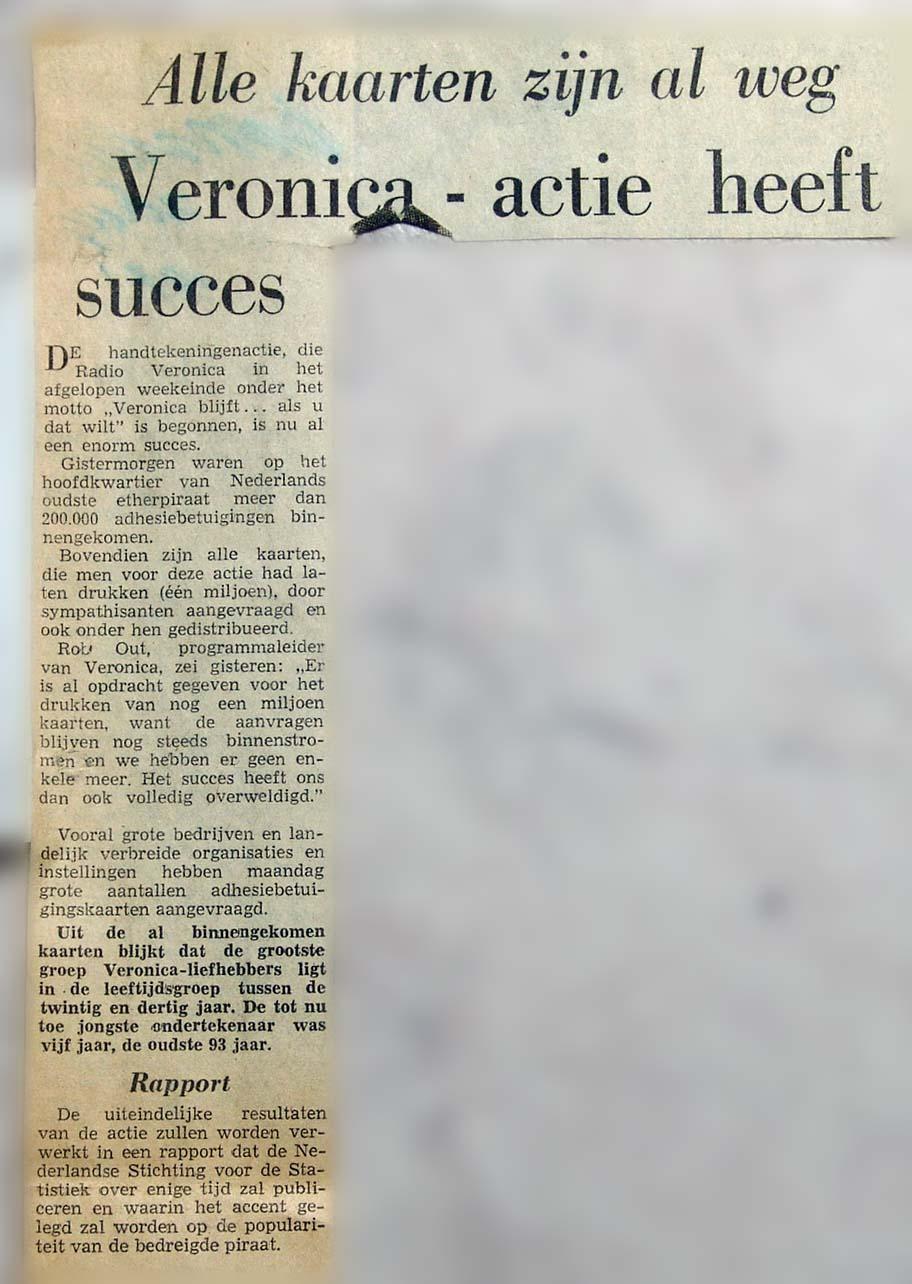 Alle kaarten zijn al weg
Veronica - actie heeft
succes
DE handtekeningenactie, die
Radio Veronica in het
afgelopen weekeinde onder het
motto „Veronica blijft... als u
dat wilt” is begonnen, is nu al
een enorm succes.
Gistermorgen waren op het
hoofdkwartier van Nederlands
oudste etherpiraat meer dan
200.000 adhesiebetuigingen bin-
nengekomen.
Bovendien zijn alle kaarten,
die men voor deze actie had la-
ten drukken (één miljoen), door
sympathisanten aangevraagd en
ook onder hen gedistribueerd.
Rob Out, programmaleider
van Veronica, zei gisteren: „Er
is al opdracht gegeven voor het
drukken van nog een miljoen
kaarten, want de aanvragen
blijven nog steeds binnenstro-
men en we hebben er geen en-
kele meer. Het succes heeft ons
dan ook volledig overweldigd.”
Vooral grote bedrijven en lan-
delijk verbreide organisaties en
instellingen hebben maandag
grote aantallen adhesiebetui-
gingskaarten aangevraagd.
Uit de al binnengekomen
kaarten blijkt dat de grootste
groep Veronica-liefhebbers ligt
in de leeftijdsgroep tussen de
twintig en dertig jaar. De tot nu
toe jongste ondertekenaar was
vijf jaar, de oudste 93 jaar.
Rapport
De uiteindelijke resultaten
van de actie zullen worden ver-
werkt in een rapport dat de Ne-
derlandse Stichting voor de Sta-
tistiek over enige tijd zal publi-
ceren en waarin het accent ge-
legd zal worden op de populari-
teit van de bedreigde piraat.